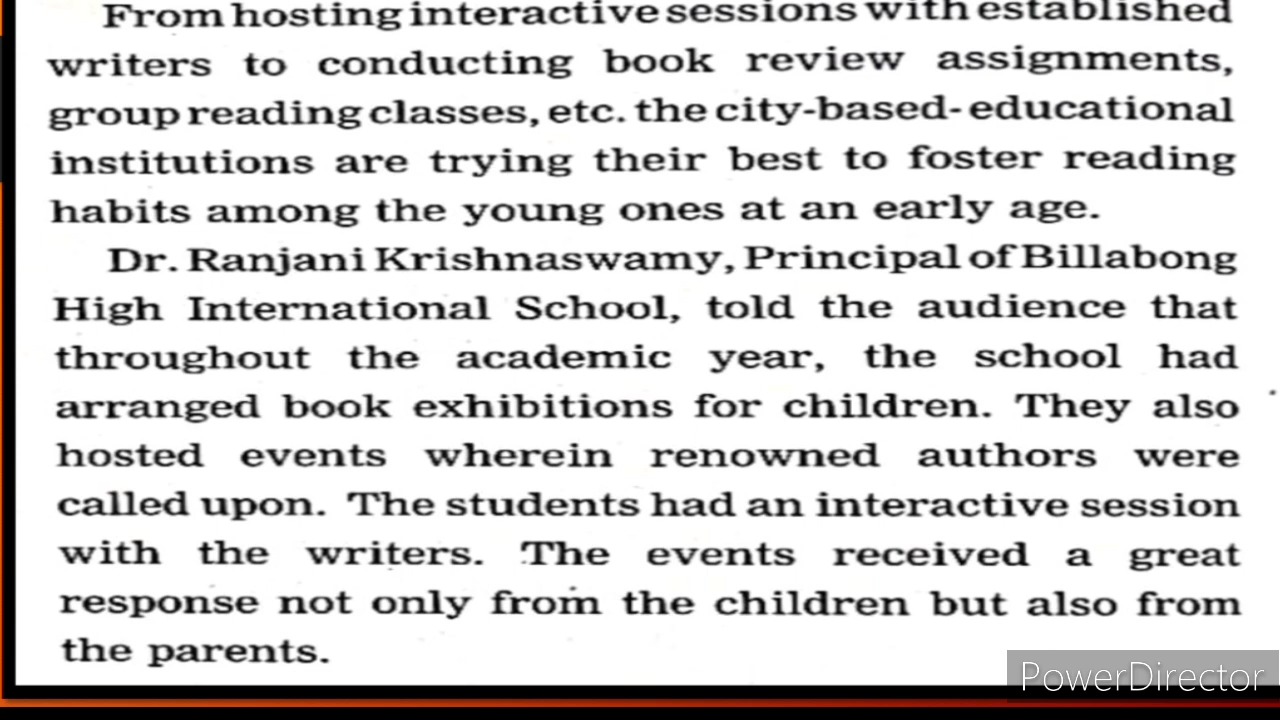 From hosting interactive sessions with established
writers to conducting book review assignments,
group reading classes, etc. the city-based- educational
institutions are trying their best to foster reading
habits among the young ones at an early age.
Dr. Ranjani Krishnaswamy, Principal of Billabong
High International School, told the audience that
throughout the academic year, the school had
arranged book exhibitions for children. They also
hosted events wherein renowned authors were
called upon. The students had an interactive session
with the writers. The events received a great
response not only from the children but also from
the parents.
PowerDirector